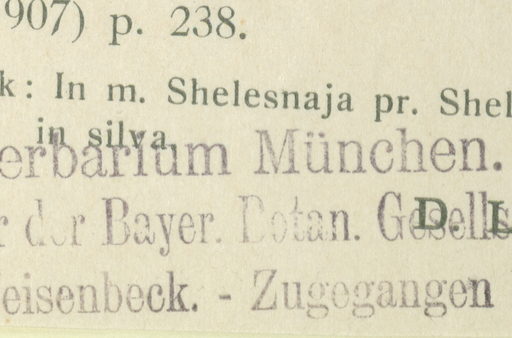 907) p. 238.
k: In m. Shelesnaja pr. Shel
in silva.
erbarium München.
r der Bayer. Botan. Gesells
D. L
eisenbeck. - Zugegangen